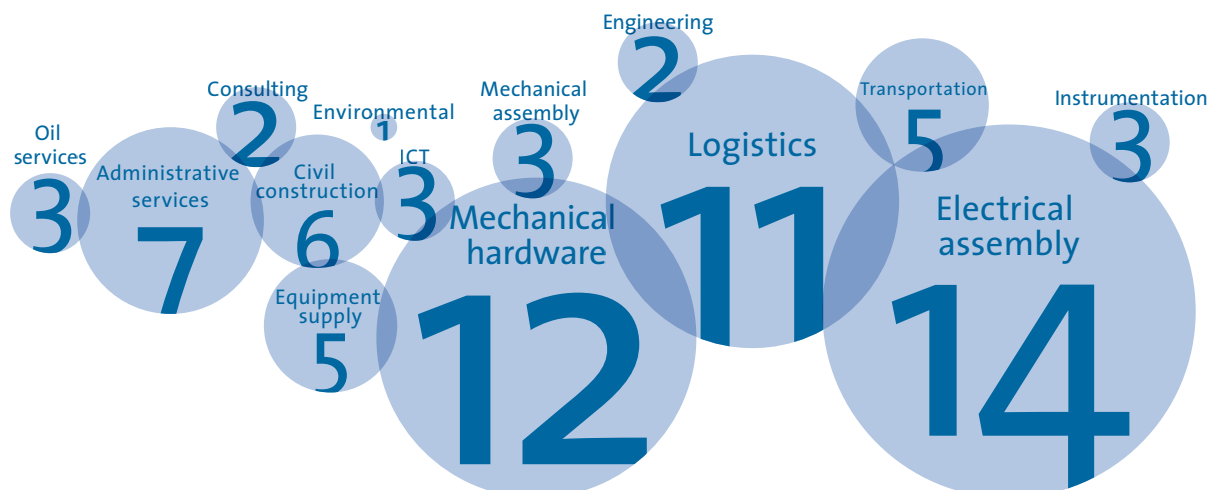 Oil
services
3
Administrative
services
7
Consulting
2
Civil
construction
6
Environmental
1
ICT
3
Equipment
supply
5
Mechanical
assembly
3
Mechanical
hardware
12
Engineering
2
Logistics
11
Transportation
5
Electrical
assembly
14
Instrumentation
3